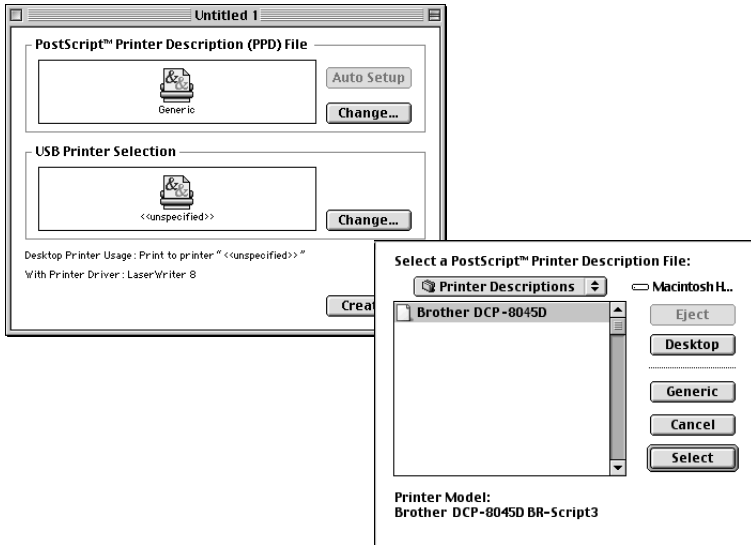 Untitled 1
PostScript™ Printer Description (PPD) File
Generic
Auto Setup
Change...
USB Printer Selection
<<unspecified>>
Change...
Desktop Printer Usage : Print to printer "<<unspecified>>"
With Printer Driver : LaserWriter 8
Creat
Select a PostScript™ Printer Description File:
Printer Descriptions
Macintosh H...
Brother DCP-8045D
Eject
Desktop
Generic
Cancel
Select
Printer Model:
Brother DCP-8045D BR-Script3